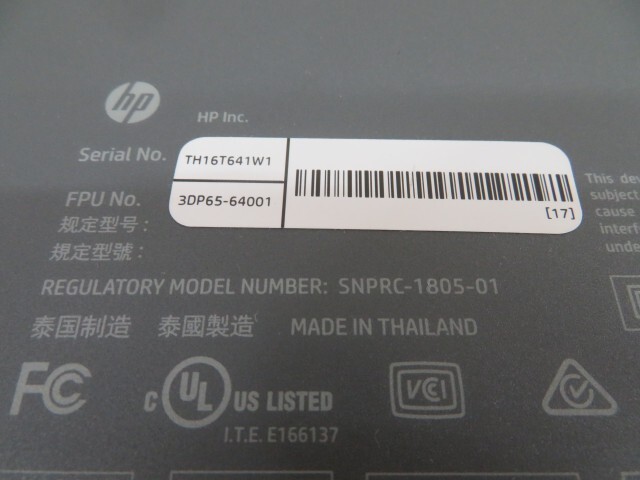 hp
HP Inc.
Serial No. TH16T641W1
FPU No. 3DP65-64001
[17]
规定型号：
規定型號：
This
subject
cause
interf
unde
REGULATORY MODEL NUMBER: SNPRC-1805-01
泰国制造 泰國製造 MADE IN THAILAND
FC
C UL US LISTED
I.T.E. E166137
VCI